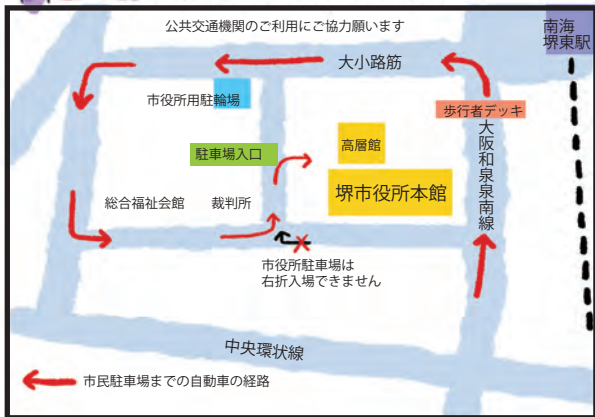 公共交通機関のご利用にご協力願います
南海
堺東駅
大小路筋
市役所用駐輪場
歩行者デッキ
大阪和泉泉南線
駐車場入口
高層館
堺市役所本館
総合福祉会館
裁判所
市役所駐車場は
右折入場できません
中央環状線
市民駐車場までの自動車の経路